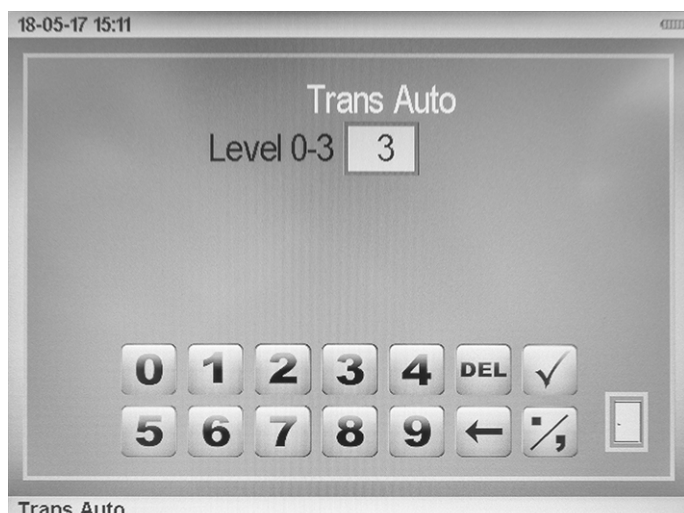 18-05-17 15:11
Trans Auto
Level 0-3 3
0 1 2 3 4 DEL ✓
5 6 7 8 9 ← ./,
Trans Auto